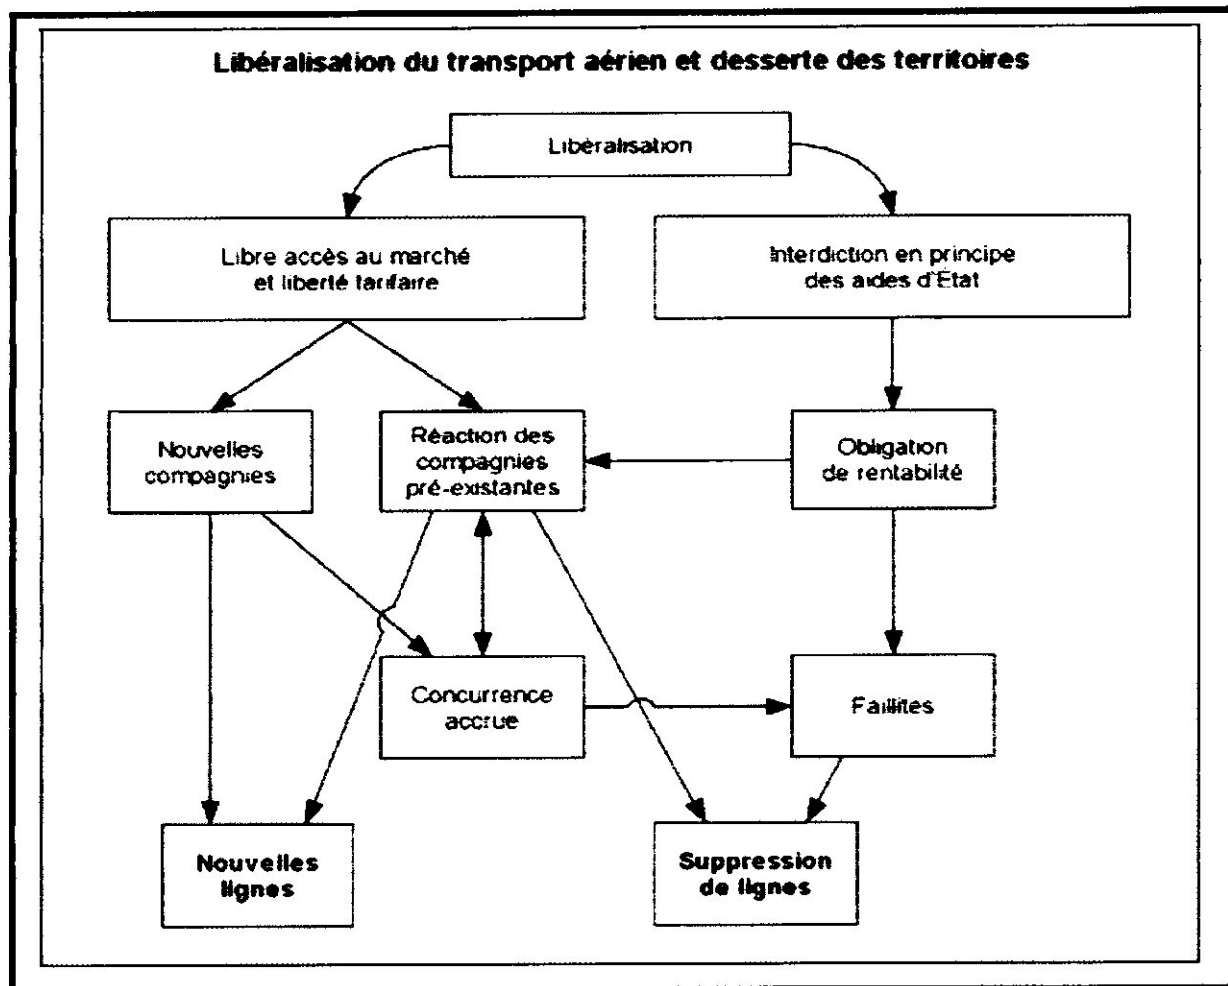 Libéralisation du transport aérien et desserte des territoires
Libéralisation
Libre accès au marché
et liberté tarifaire
Interdiction en principe
des aides d'État
Nouvelles
compagnies
Réaction des
compagnies
pré-existantes
Obligation
de rentabilité
Concurrence
accrue
Faillites
Nouvelles
lignes
Suppression
de lignes